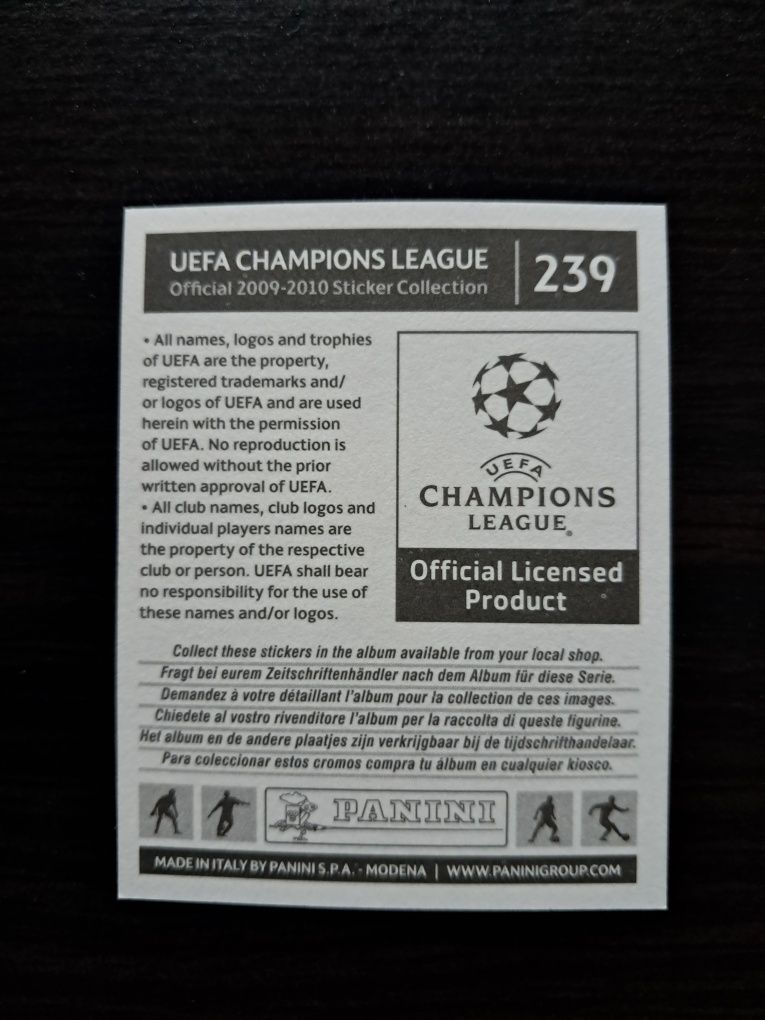 UEFA CHAMPIONS LEAGUE
Official 2009-2010 Sticker Collection
239
• All names, logos and trophies
of UEFA are the property,
registered trademarks and/
or logos of UEFA and are used
herein with the permission
of UEFA. No reproduction is
allowed without the prior
written approval of UEFA.
• All club names, club logos and
individual players names are
the property of the respective
club or person. UEFA shall bear
no responsibility for the use of
these names and/or logos.
UEFA
CHAMPIONS
LEAGUE®
Official Licensed
Product
Collect these stickers in the album available from your local shop.
Fragt bei eurem Zeitschriftenhändler nach dem Album für diese Serie.
Demandez à votre détaillant l'album pour la collection de ces images.
Chiedete al vostro rivenditore l'album per la raccolta di queste figurine.
Het album en de andere plaatjes zijn verkrijgbaar bij de tijdschrifthandelaar.
Para coleccionar estos cromos compra tu álbum en cualquier kiosco.
PANINI
MADE IN ITALY BY PANINI S.P.A. - MODENA | WWW.PANINIGROUP.COM